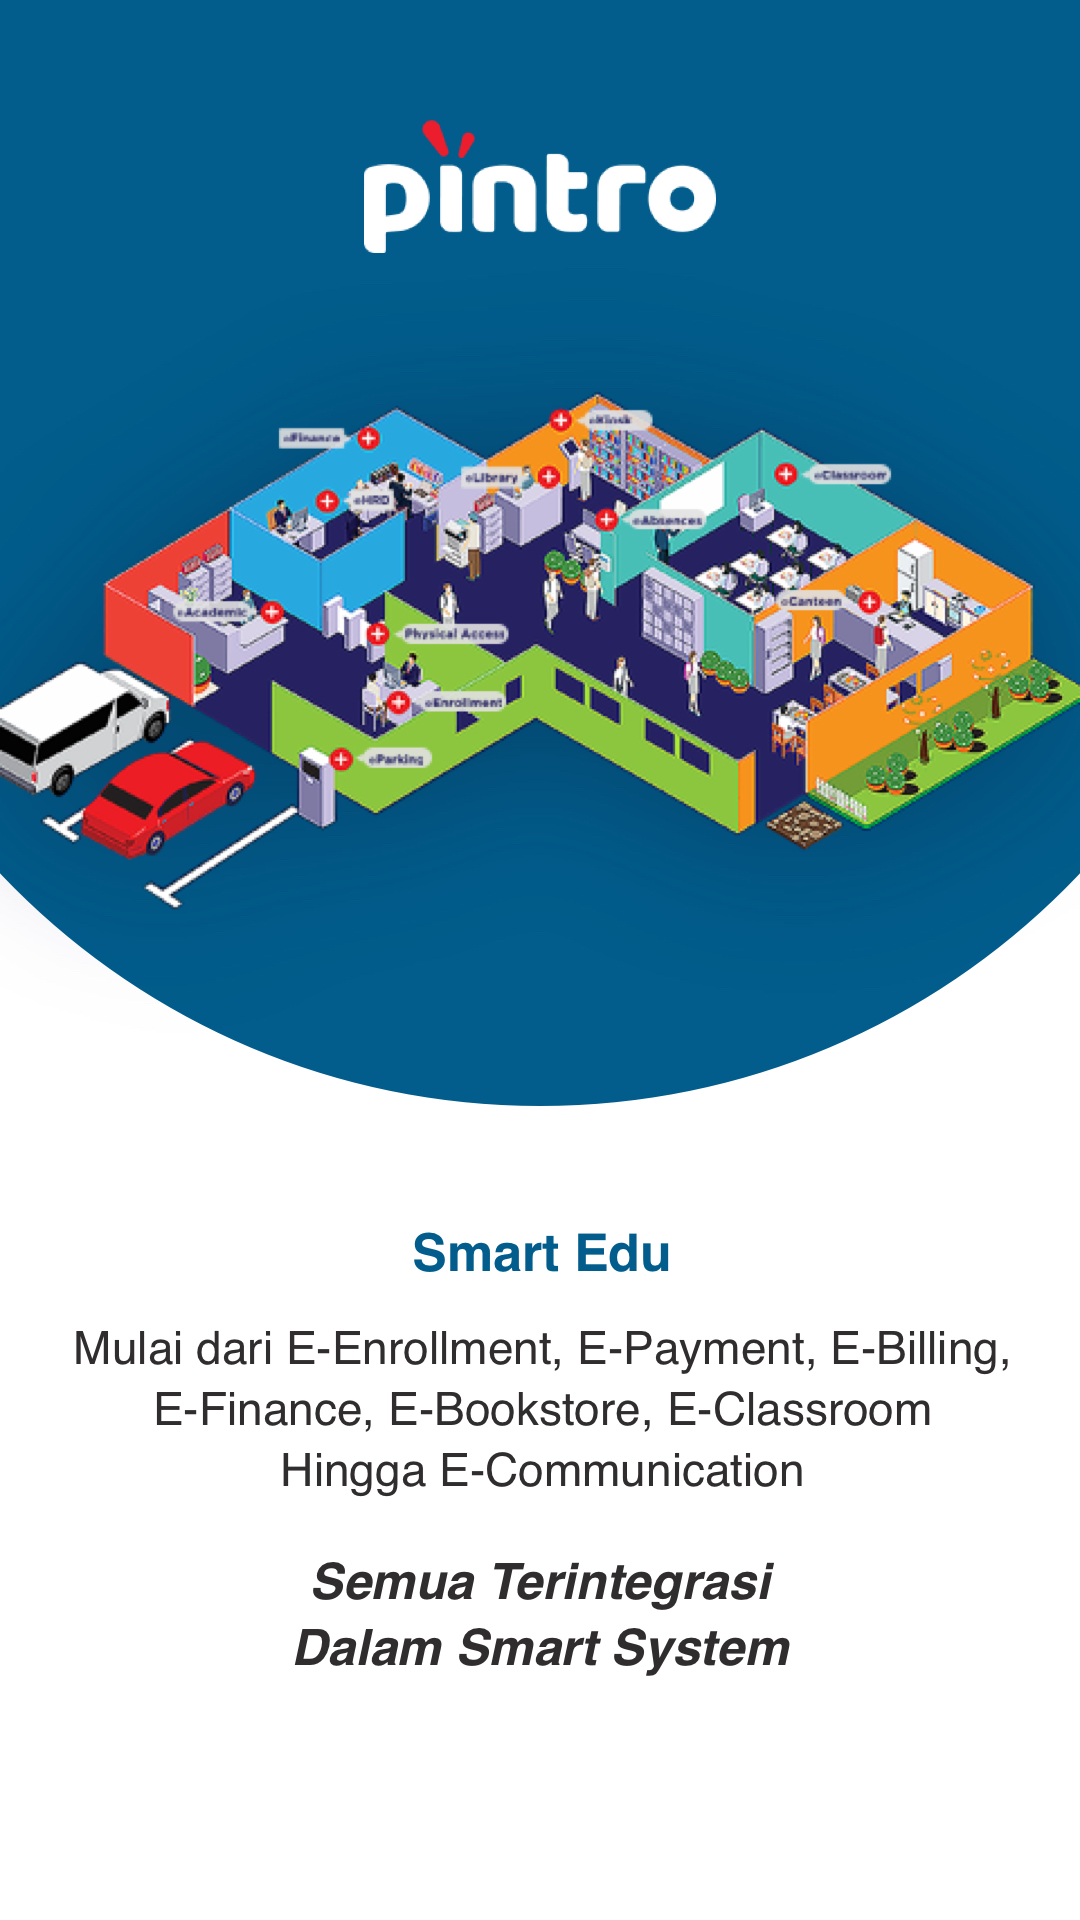 pintro
eFinance
eKiosk
eLibrary
eClassroom
eHRD
eAbsences
eCanteen
eAcademic
Physical Access
eEnrollment
eParking
Smart Edu
Mulai dari E-Enrollment, E-Payment, E-Billing,
E-Finance, E-Bookstore, E-Classroom
Hingga E-Communication
Semua Terintegrasi
Dalam Smart System